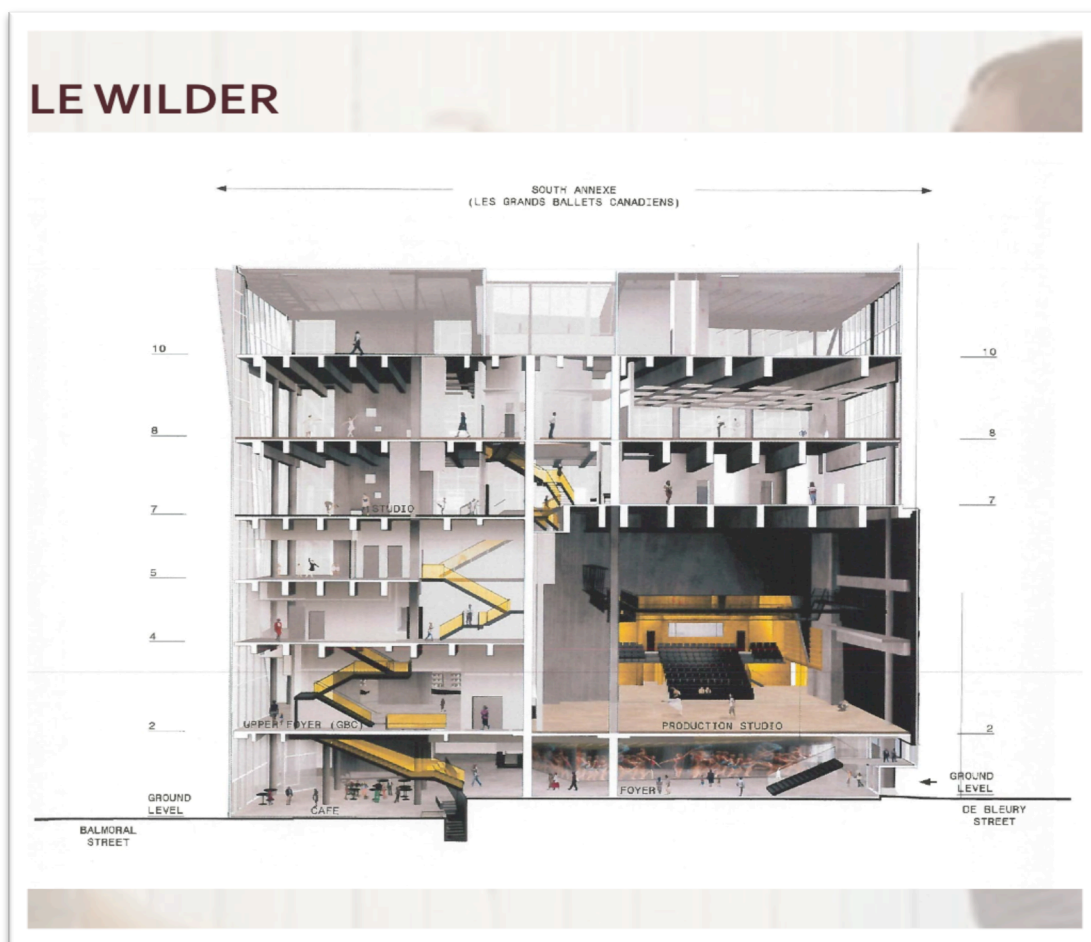 LE WILDER
SOUTH ANNEXE
(LES GRANDS BALLETS CANADIENS)
10
10
8
8
7
7
STUDIO
5
4
2
UPPER FOYER (GBC)
PRODUCTION STUDIO
2
GROUND
LEVEL
CAFE
FOYER
GROUND
LEVEL
BALMORAL
STREET
DE BLEURY
STREET